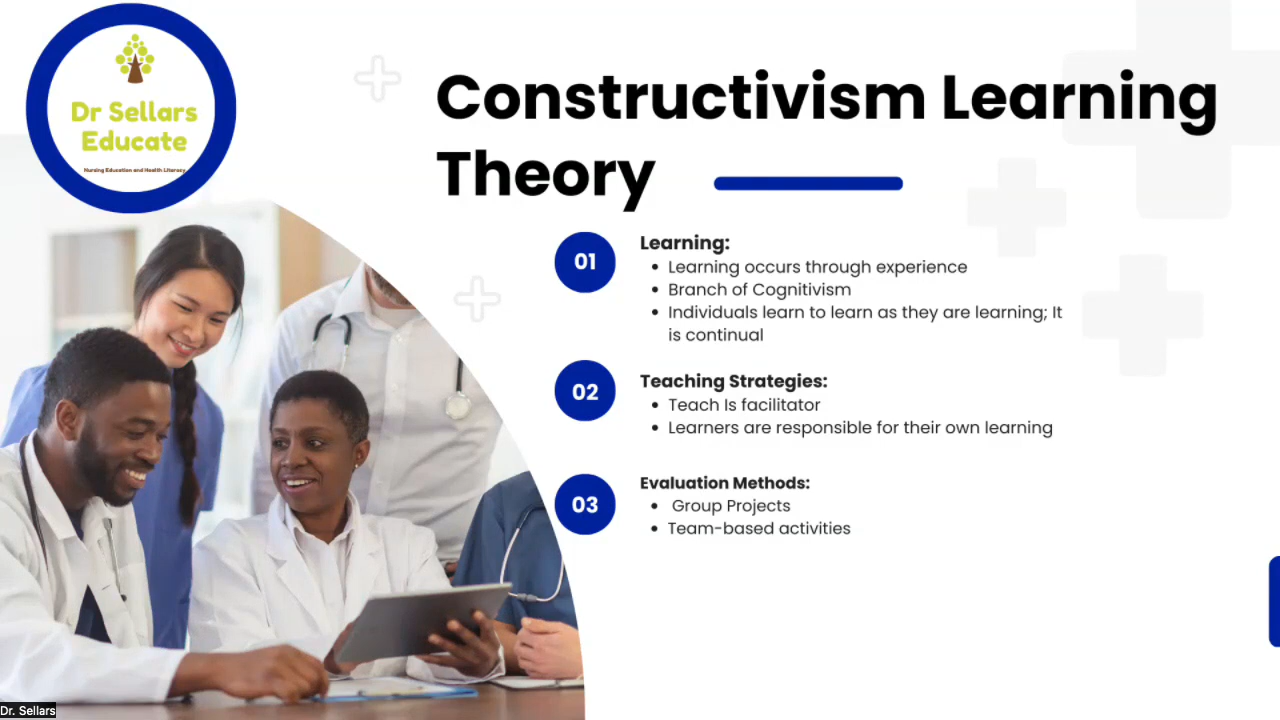 Dr Sellars
Educate
Nursing Education and Health Literacy
Constructivism Learning
Theory
01
Learning:
• Learning occurs through experience
• Branch of Cognitivism
• Individuals learn to learn as they are learning; It
is continual
02
Teaching Strategies:
• Teach Is facilitator
• Learners are responsible for their own learning
03
Evaluation Methods:
• Group Projects
• Team-based activities
Dr. Sellars